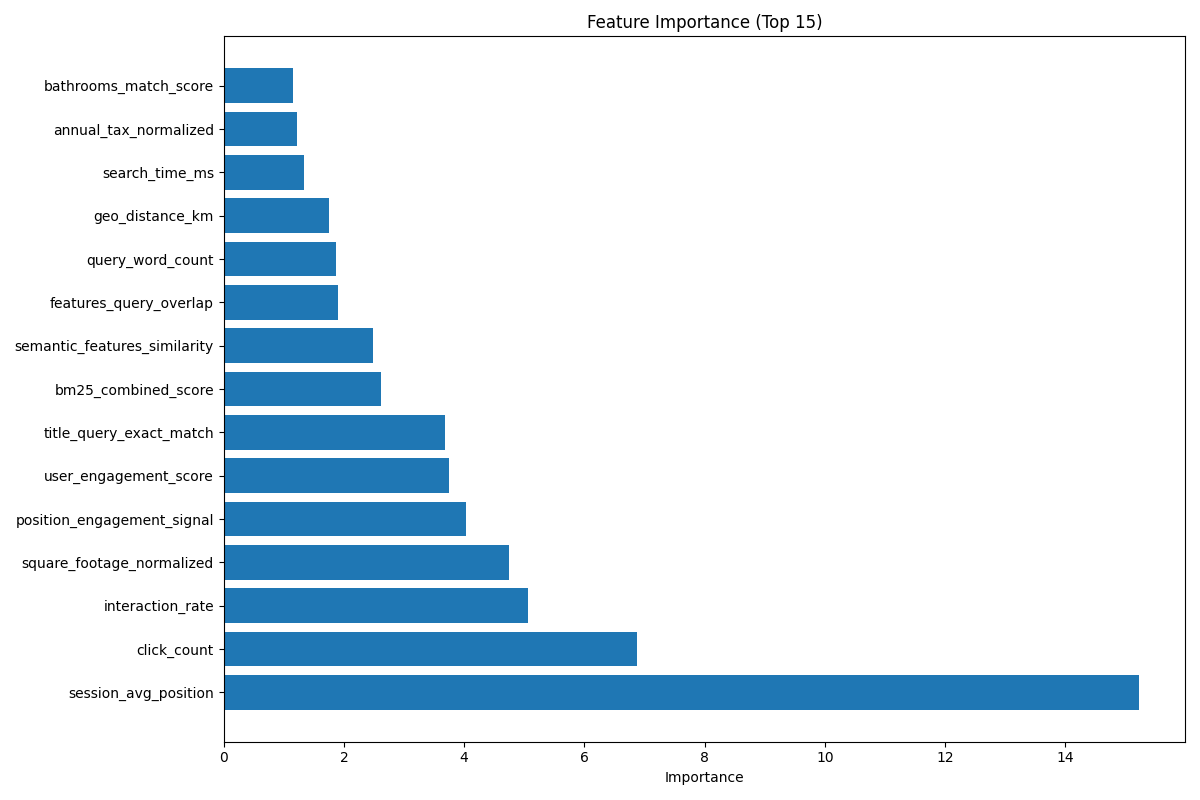 Feature Importance (Top 15)
bathrooms_match_score
annual_tax_normalized
search_time_ms
geo_distance_km
query_word_count
features_query_overlap
semantic_features_similarity
bm25_combined_score
title_query_exact_match
user_engagement_score
position_engagement_signal
square_footage_normalized
interaction_rate
click_count
session_avg_position
0 2 4 6 8 10 12 14
Importance